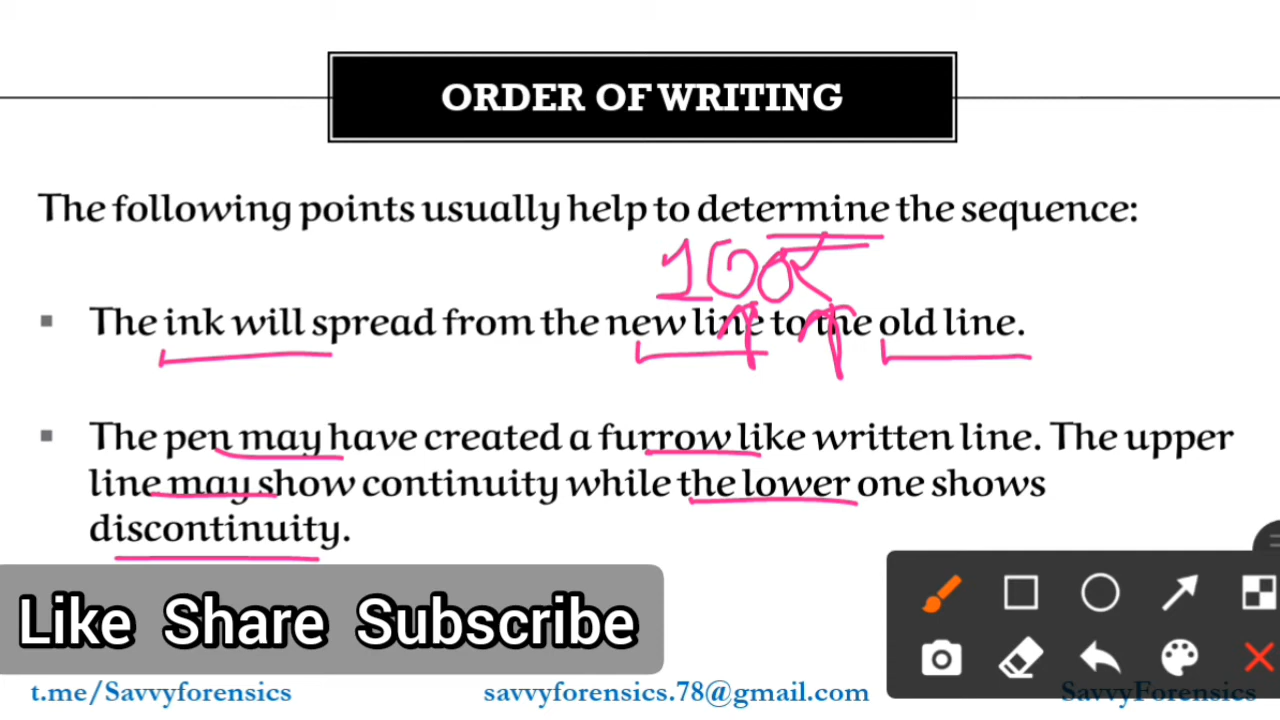 ORDER OF WRITING
The following points usually help to determine the sequence:
▪ The ink will spread from the new line to the old line.
▪ The pen may have created a furrow like written line. The upper
line may show continuity while the lower one shows
discontinuity.
Like Share Subscribe
t.me/Savvyforensics savvyforensics.78@gmail.com SavvyForensics